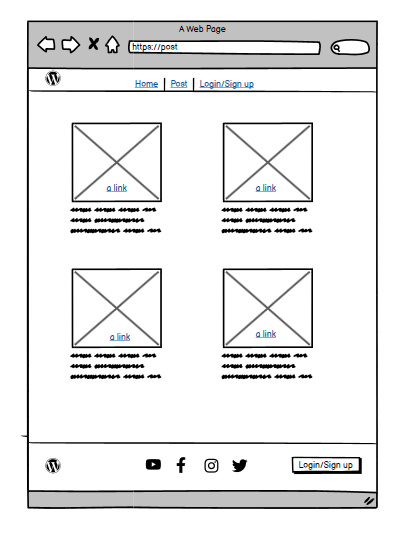 A Web Page
https://post
Home Post Login/Sign up
a link
a link
a link
a link
Login/Sign up